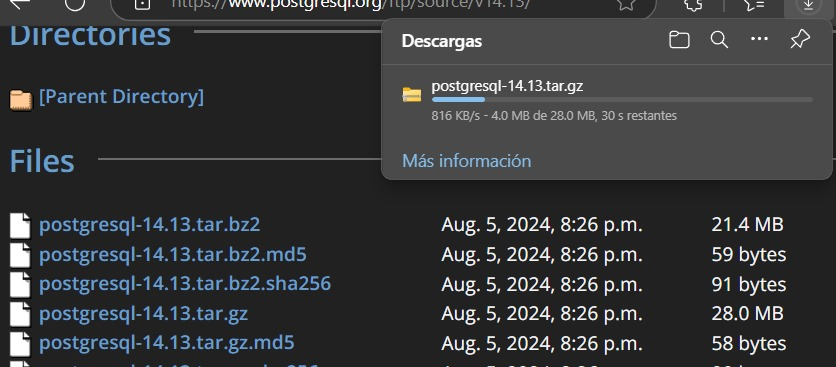 https://www.postgresql.org/ftp/source/v14.13/
Directories
Descargas
postgresql-14.13.tar.gz
816 KB/s - 4.0 MB de 28.0 MB, 30 s restantes
Más información
[Parent Directory]
Files
postgresql-14.13.tar.bz2 Aug. 5, 2024, 8:26 p.m. 21.4 MB
postgresql-14.13.tar.bz2.md5 Aug. 5, 2024, 8:26 p.m. 59 bytes
postgresql-14.13.tar.bz2.sha256 Aug. 5, 2024, 8:26 p.m. 91 bytes
postgresql-14.13.tar.gz Aug. 5, 2024, 8:26 p.m. 28.0 MB
postgresql-14.13.tar.gz.md5 Aug. 5, 2024, 8:26 p.m. 58 bytes